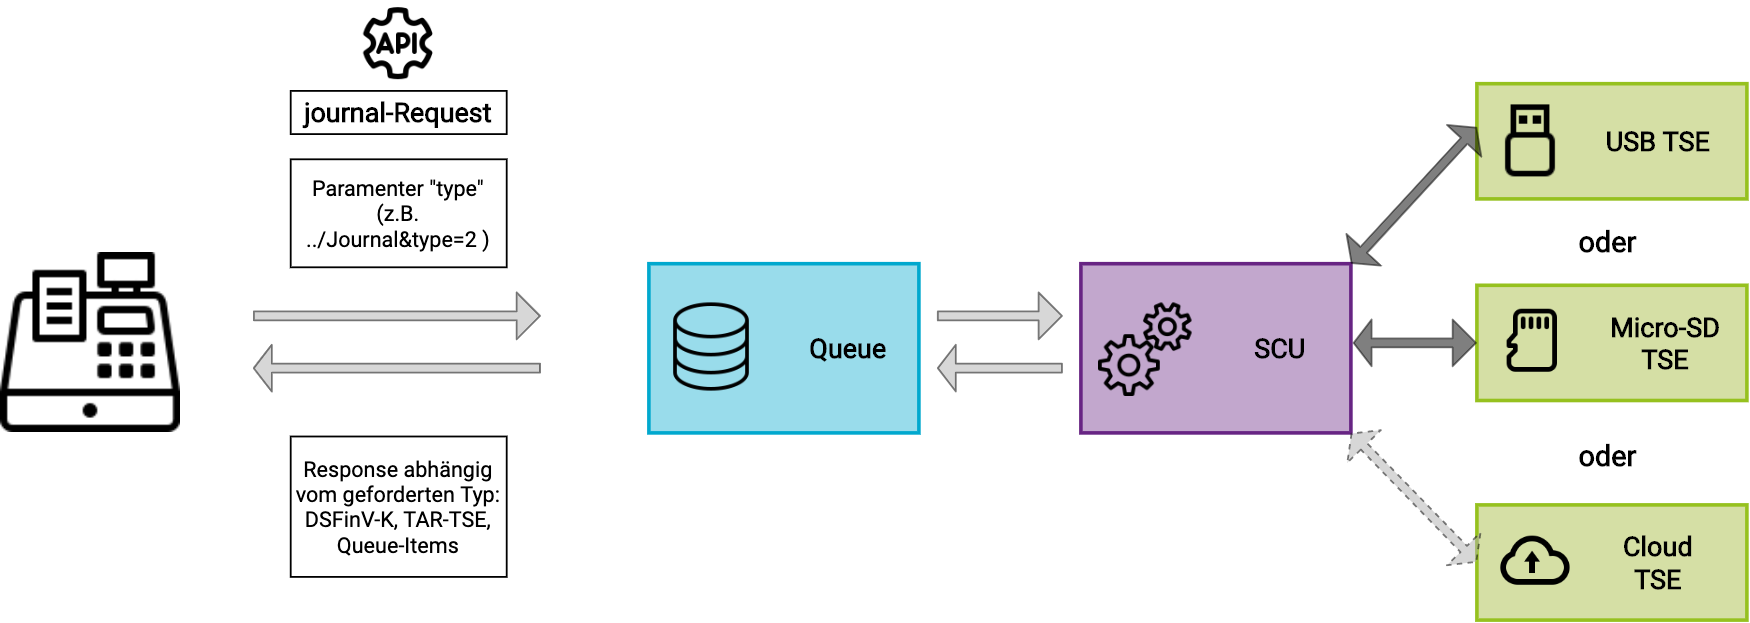 API
journal-Request
Paramenter "type"
(z.B.
../Journal&type=2 )
Response abhängig
vom geforderten Typ:
DSFinV-K, TAR-TSE,
Queue-Items
Queue
SCU
USB TSE
oder
Micro-SD
TSE
oder
Cloud
TSE